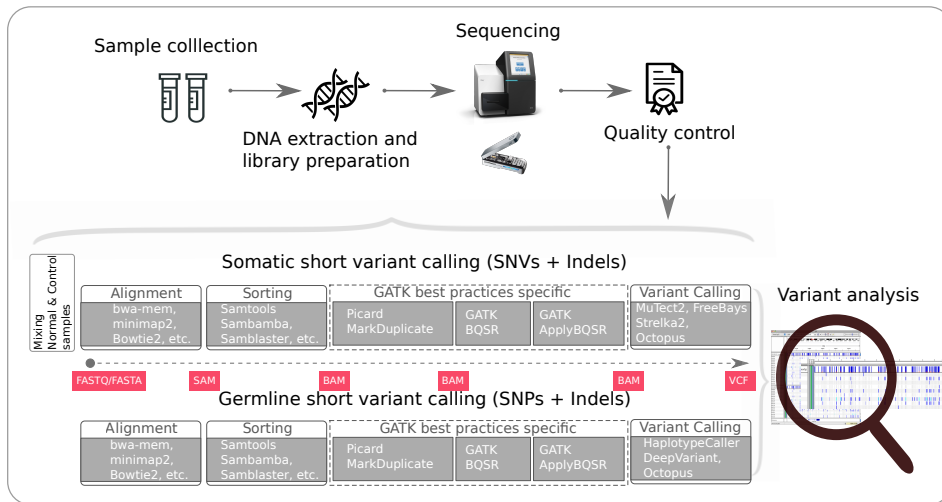 Sample colllection
Sequencing
DNA extraction and
library preparation
Quality control
Mixing
Normal & Control
samples
Somatic short variant calling (SNVs + Indels)
Alignment
bwa-mem,
minimap2,
Bowtie2, etc.
Sorting
Samtools
Sambamba,
Samblaster, etc.
GATK best practices specific
Picard
MarkDuplicate
GATK
BQSR
GATK
ApplyBQSR
Variant Calling
MuTect2, FreeBays
Strelka2,
Octopus
Variant analysis
FASTQ/FASTA
SAM
BAM
BAM
BAM
VCF
Germline short variant calling (SNPs + Indels)
Alignment
bwa-mem,
minimap2,
Bowtie2, etc.
Sorting
Samtools
Sambamba,
Samblaster, etc.
GATK best practices specific
Picard
MarkDuplicate
GATK
BQSR
GATK
ApplyBQSR
Variant Calling
HaplotypeCaller
DeepVariant,
Octopus